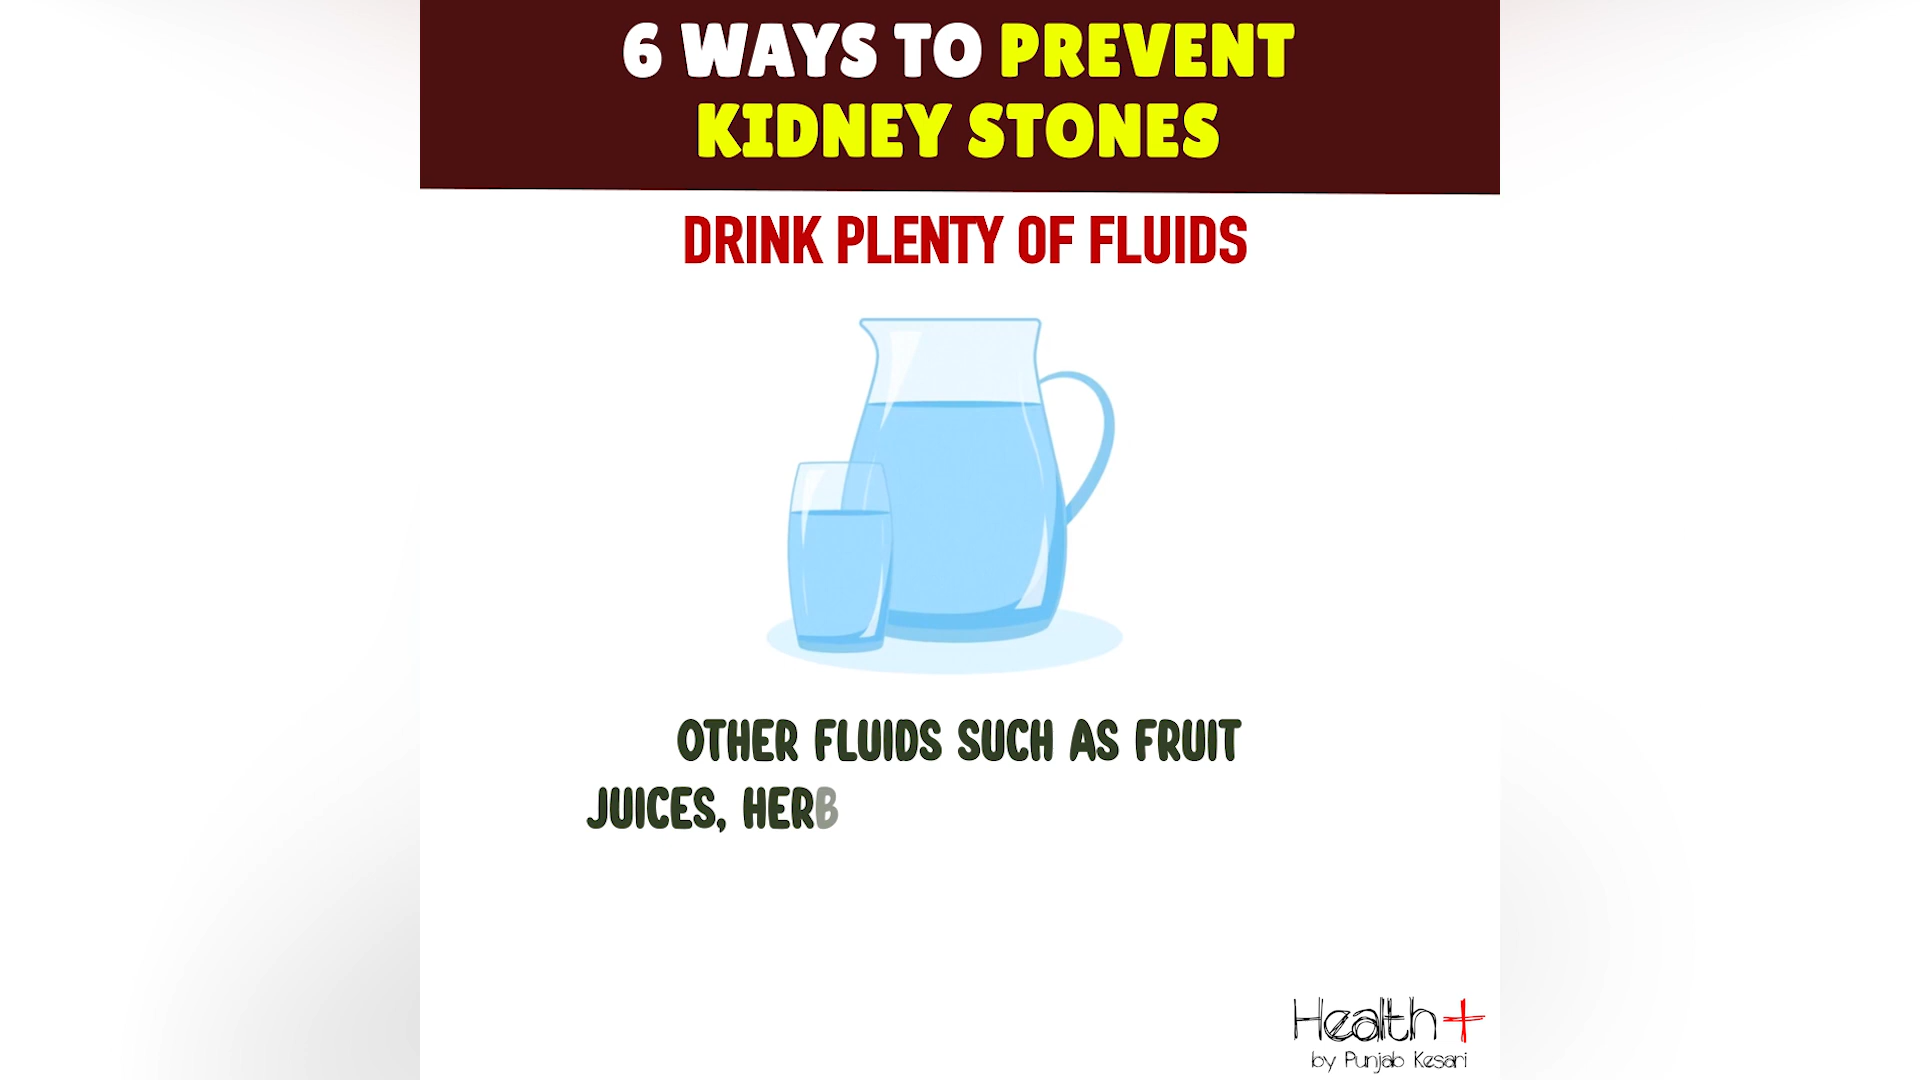 6 WAYS TO PREVENT
KIDNEY STONES
DRINK PLENTY OF FLUIDS
OTHER FLUIDS SUCH AS FRUIT
JUICES, HERB
Health+
by Punjab Kesari